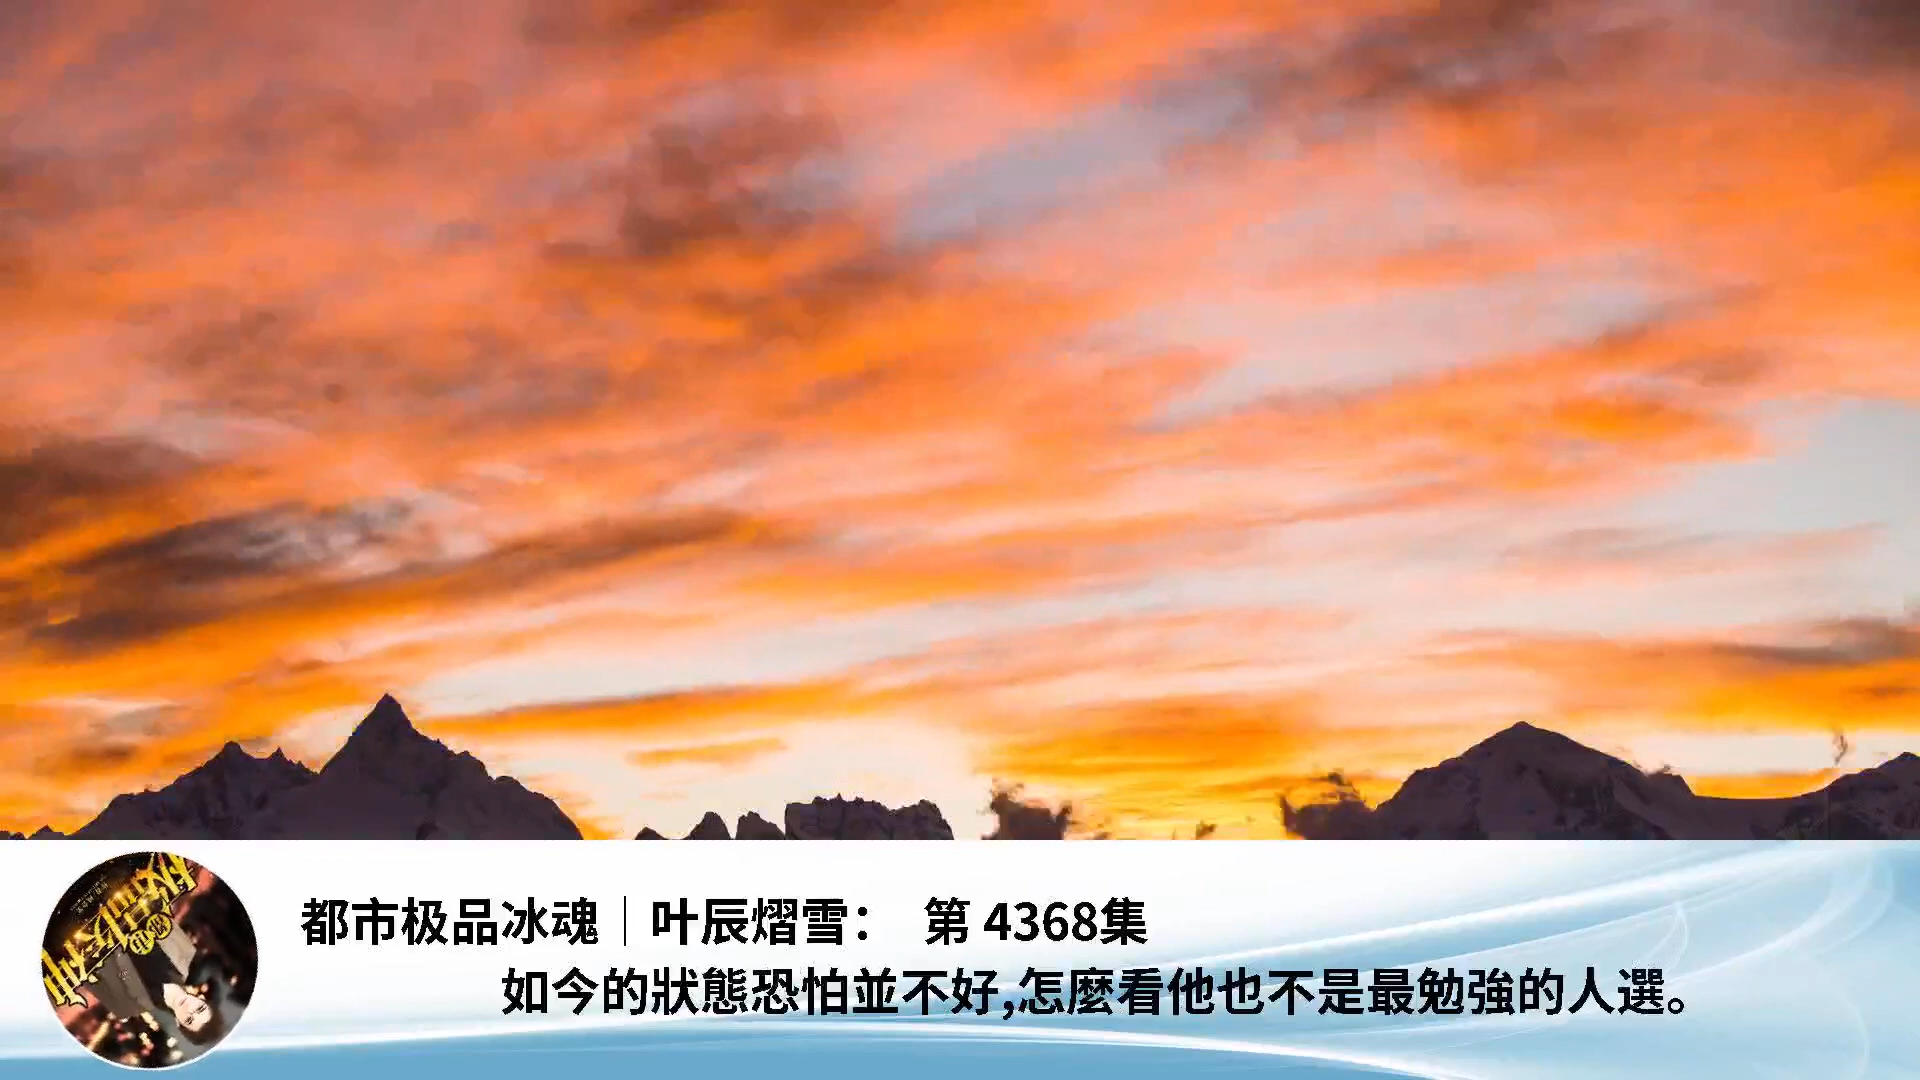 都市极品冰魂｜叶辰熠雪： 第 4368集
如今的狀態恐怕並不好,怎麼看他也不是最勉強的人選。